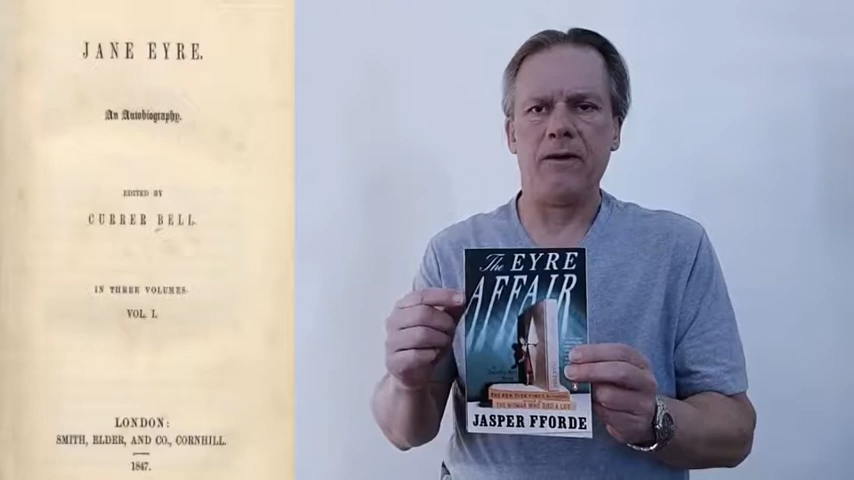 JANE EYRE.
An Autobiography.
EDITED BY
CURRER BELL.
IN THREE VOLUMES.
VOL. I.
LONDON:
SMITH, ELDER, AND CO., CORNHILL.
1847.
The EYRE
AFFAIR
JASPER FFORDE